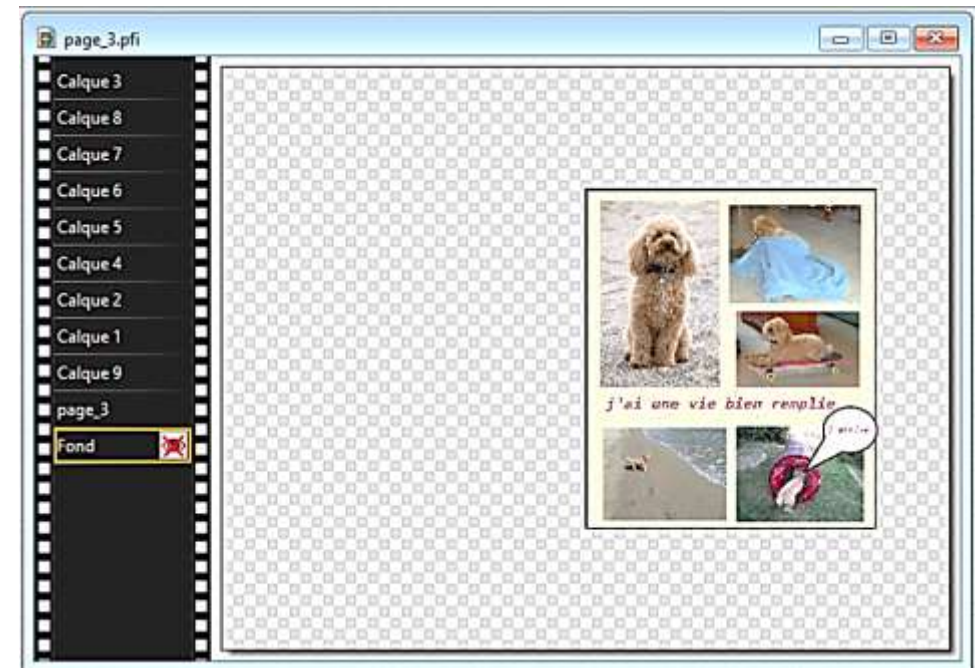 page_3.pfi
Calque 3
Calque 8
Calque 7
Calque 6
Calque 5
Calque 4
Calque 2
Calque 1
Calque 9
page_3
Fond
j'ai une vie bien remplie